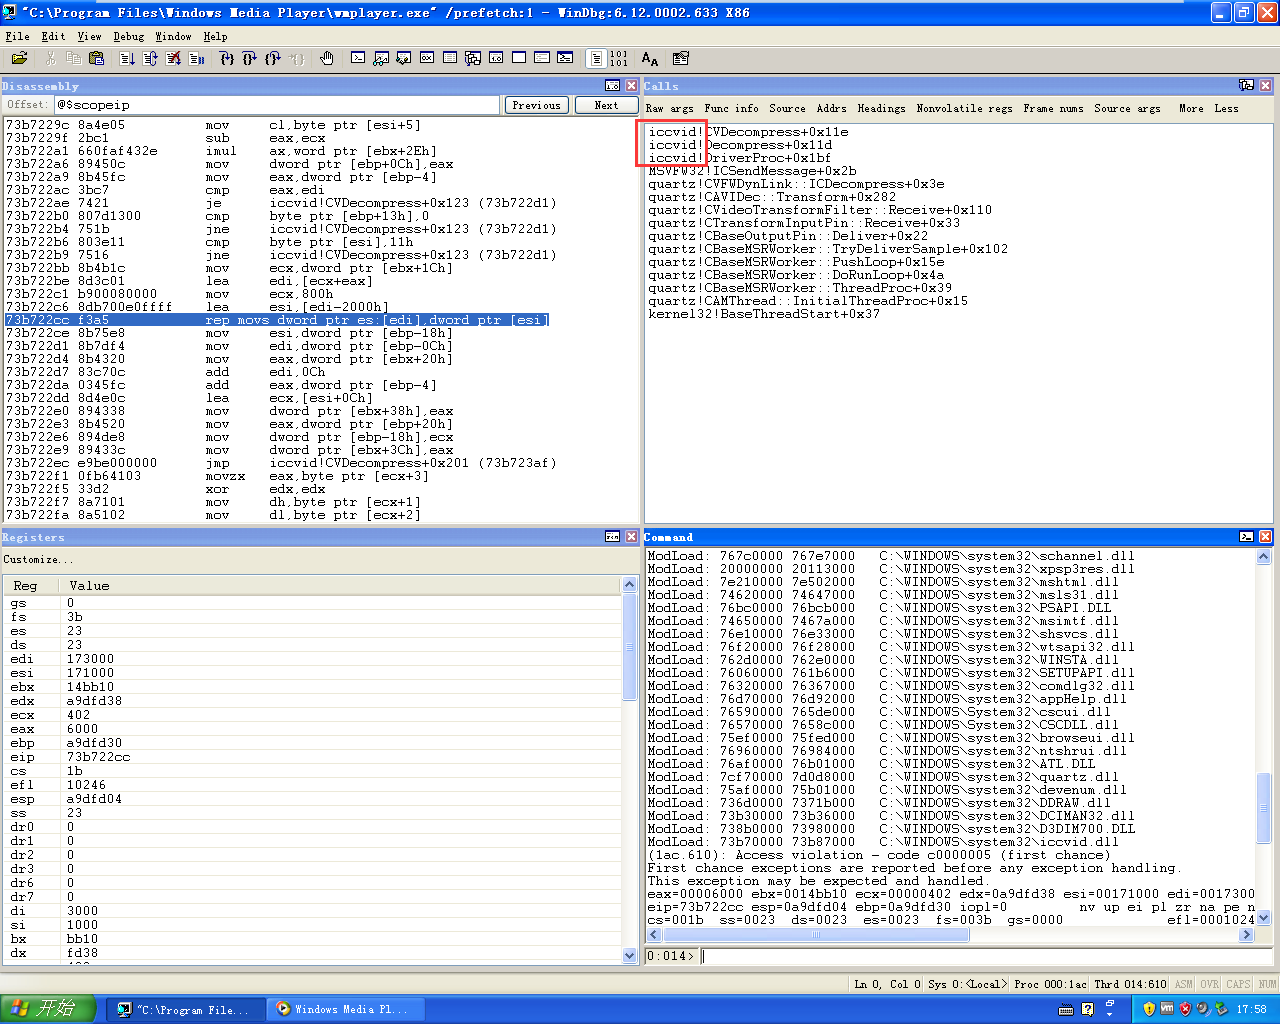 "C:\Program Files\Windows Media Player\wmplayer.exe" /prefetch:1 - WinDbg:6.12.0002.633 X86
File Edit View Debug Window Help
Disassembly
Offset: @$scopeip Previous Next
73b7229c 8a4e05 mov cl,byte ptr [esi+5]
73b7229f 2bc1 sub eax,ecx
73b722a1 660faf432e imul ax,word ptr [ebx+2Eh]
73b722a6 89450c mov dword ptr [ebp+0Ch],eax
73b722a9 8b45fc mov eax,dword ptr [ebp-4]
73b722ac 3bc7 cmp eax,edi
73b722ae 7421 je iccvid!CVDecompress+0x123 (73b722d1)
73b722b0 807d1300 cmp byte ptr [ebp+13h],0
73b722b4 751b jne iccvid!CVDecompress+0x123 (73b722d1)
73b722b6 803e11 cmp byte ptr [esi],11h
73b722b9 7516 jne iccvid!CVDecompress+0x123 (73b722d1)
73b722bb 8b4b1c mov ecx,dword ptr [ebx+1Ch]
73b722be 8d3c01 lea edi,[ecx+eax]
73b722c1 b900080000 mov ecx,800h
73b722c6 8db700e0ffff lea esi,[edi-2000h]
73b722cc f3a5 rep movs dword ptr es:[edi],dword ptr [esi]
73b722ce 8b75e8 mov esi,dword ptr [ebp-18h]
73b722d1 8b7df4 mov edi,dword ptr [ebp-0Ch]
73b722d4 8b4320 mov eax,dword ptr [ebx+20h]
73b722d7 83c70c add edi,0Ch
73b722da 0345fc add eax,dword ptr [ebp-4]
73b722dd 8d4e0c lea ecx,[esi+0Ch]
73b722e0 894338 mov dword ptr [ebx+38h],eax
73b722e3 8b4520 mov eax,dword ptr [ebp+20h]
73b722e6 894de8 mov dword ptr [ebp-18h],ecx
73b722e9 89433c mov dword ptr [ebx+3Ch],eax
73b722ec e9be000000 jmp iccvid!CVDecompress+0x201 (73b723af)
73b722f1 0fb64103 movzx eax,byte ptr [ecx+3]
73b722f5 33d2 xor edx,edx
73b722f7 8a7101 mov dh,byte ptr [ecx+1]
73b722fa 8a5102 mov dl,byte ptr [ecx+2]
Calls
Raw args Func info Source Addrs Headings Nonvolatile regs Frame nums Source args More Less
iccvid!CVDecompress+0x11e
iccvid!Decompress+0x11d
iccvid!DriverProc+0x1bf
MSVFW32!ICSendMessage+0x2b
quartz!CVFWDynLink::ICDecompress+0x3e
quartz!CAVIDec::Transform+0x282
quartz!CVideoTransformFilter::Receive+0x110
quartz!CTransformInputPin::Receive+0x33
quartz!CBaseOutputPin::Deliver+0x22
quartz!CBaseMSRWorker::TryDeliverSample+0x102
quartz!CBaseMSRWorker::PushLoop+0x15e
quartz!CBaseMSRWorker::DoRunLoop+0x4a
quartz!CBaseMSRWorker::ThreadProc+0x39
quartz!CAMThread::InitialThreadProc+0x15
kernel32!BaseThreadStart+0x37
Registers
Customize...
Reg Value
gs 0
fs 3b
es 23
ds 23
edi 173000
esi 171000
ebx 14bb10
edx a9dfd38
ecx 402
eax 6000
ebp a9dfd30
eip 73b722cc
cs 1b
efl 10246
esp a9dfd04
ss 23
dr0 0
dr1 0
dr2 0
dr3 0
dr6 0
dr7 0
di 3000
si 1000
bx bb10
dx fd38
Command
ModLoad: 767c0000 767e7000 C:\WINDOWS\system32\schannel.dll
ModLoad: 20000000 20113000 C:\WINDOWS\system32\xpsp3res.dll
ModLoad: 7e210000 7e502000 C:\WINDOWS\system32\mshtml.dll
ModLoad: 74620000 74647000 C:\WINDOWS\system32\msls31.dll
ModLoad: 76bc0000 76bcb000 C:\WINDOWS\system32\PSAPI.DLL
ModLoad: 74650000 7467a000 C:\WINDOWS\system32\msimtf.dll
ModLoad: 76e10000 76e33000 C:\WINDOWS\system32\shsvcs.dll
ModLoad: 76f20000 76f28000 C:\WINDOWS\system32\wtsapi32.dll
ModLoad: 762d0000 762e0000 C:\WINDOWS\system32\WINSTA.dll
ModLoad: 76060000 761b6000 C:\WINDOWS\system32\SETUPAPI.dll
ModLoad: 76320000 76367000 C:\WINDOWS\system32\comdlg32.dll
ModLoad: 76d70000 76d92000 C:\WINDOWS\system32\appHelp.dll
ModLoad: 76590000 765de000 C:\WINDOWS\System32\cscui.dll
ModLoad: 76570000 7658c000 C:\WINDOWS\System32\CSCDLL.dll
ModLoad: 75ef0000 75fed000 C:\WINDOWS\system32\browseui.dll
ModLoad: 76960000 76984000 C:\WINDOWS\system32\ntshrui.dll
ModLoad: 76af0000 76b01000 C:\WINDOWS\system32\ATL.DLL
ModLoad: 7cf70000 7d0d8000 C:\WINDOWS\system32\quartz.dll
ModLoad: 75af0000 75b01000 C:\WINDOWS\system32\devenum.dll
ModLoad: 736d0000 7371b000 C:\WINDOWS\system32\DDRAW.dll
ModLoad: 73b30000 73b36000 C:\WINDOWS\system32\DCIMAN32.dll
ModLoad: 738b0000 73980000 C:\WINDOWS\system32\D3DIM700.DLL
ModLoad: 73b70000 73b87000 C:\WINDOWS\system32\iccvid.dll
(1ac.610): Access violation - code c0000005 (first chance)
First chance exceptions are reported before any exception handling.
This exception may be expected and handled.
eax=00006000 ebx=0014bb10 ecx=00000402 edx=0a9dfd38 esi=00171000 edi=0017300
eip=73b722cc esp=0a9dfd04 ebp=0a9dfd30 iopl=0 nv up ei pl zr na pe n
cs=001b ss=0023 ds=0023 es=0023 fs=003b gs=0000 efl=0001024
0:014>
Ln 0, Col 0 Sys 0:<Local> Proc 000:1ac Thrd 014:610 ASM OVR CAPS NUM
开始 "C:\Program File... Windows Media Pl... 17:58